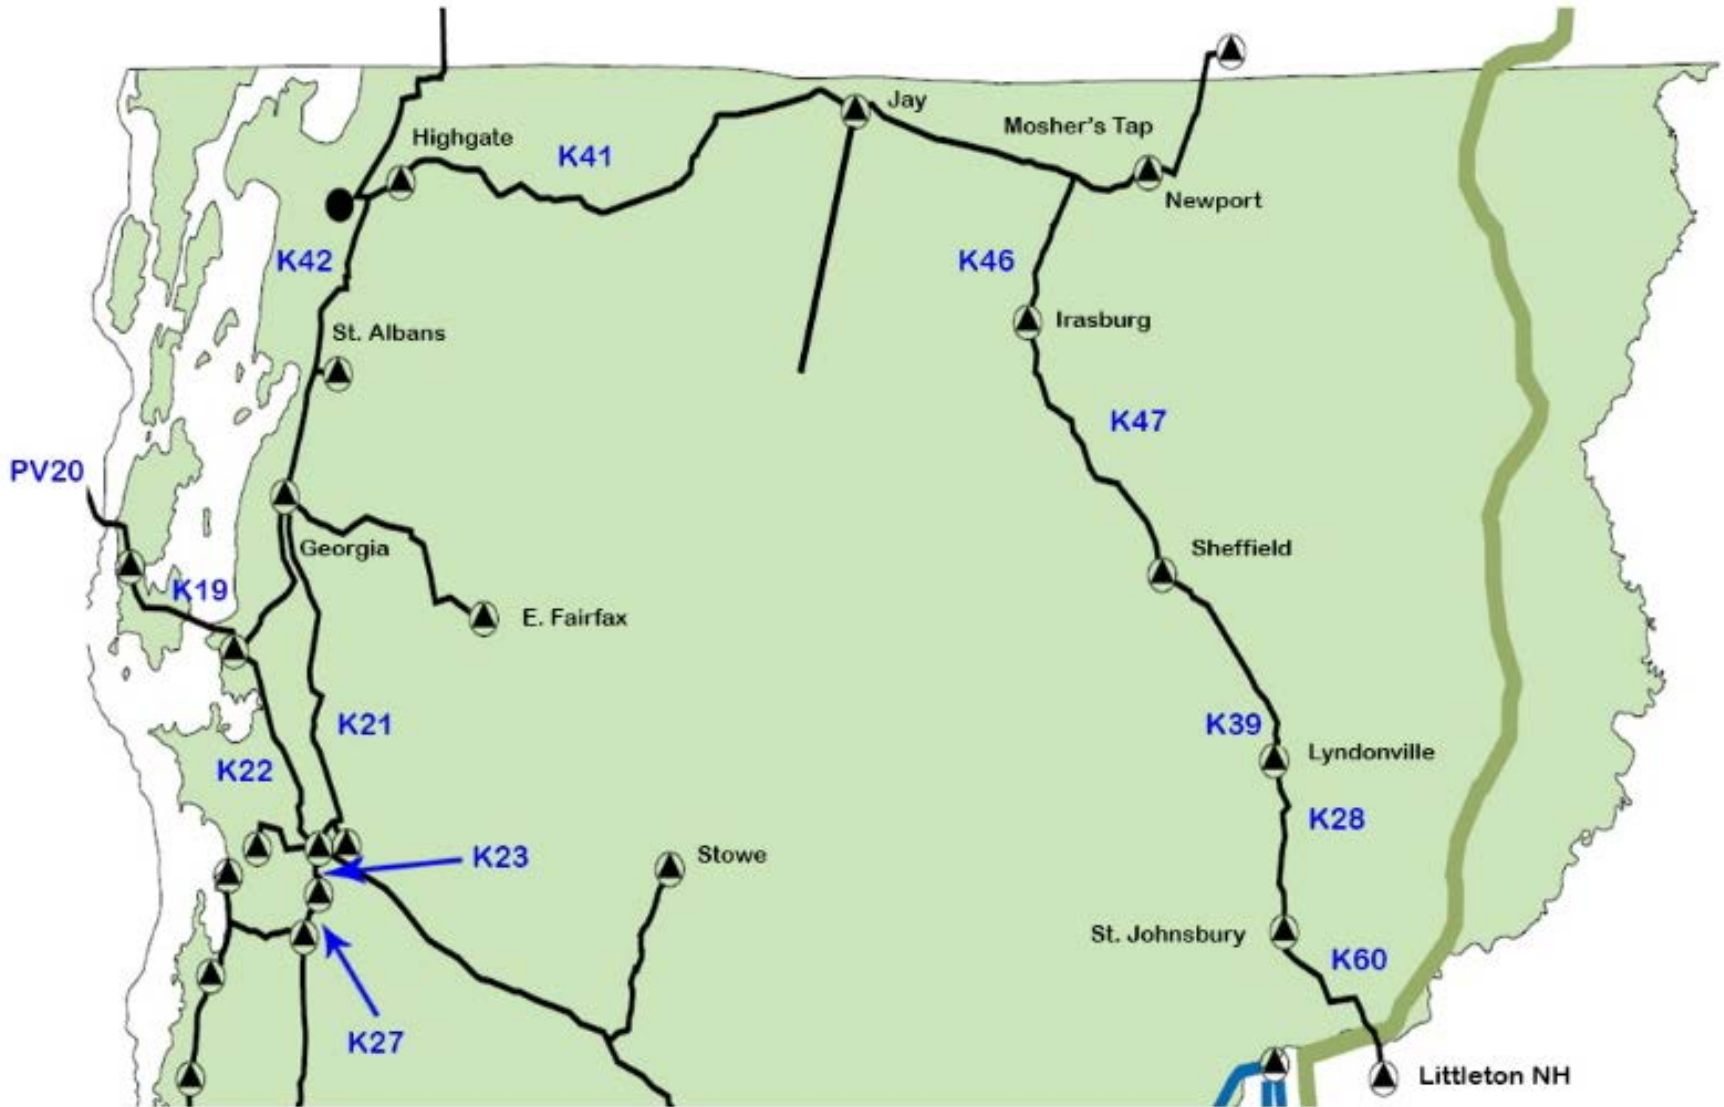 Jay
Mosher's Tap
Highgate
K41
Newport
K42
K46
Irasburg
St. Albans
K47
PV20
Georgia
Sheffield
K19
E. Fairfax
K21
K39
Lyndonville
K22
K28
K23
Stowe
St. Johnsbury
K60
K27
Littleton NH